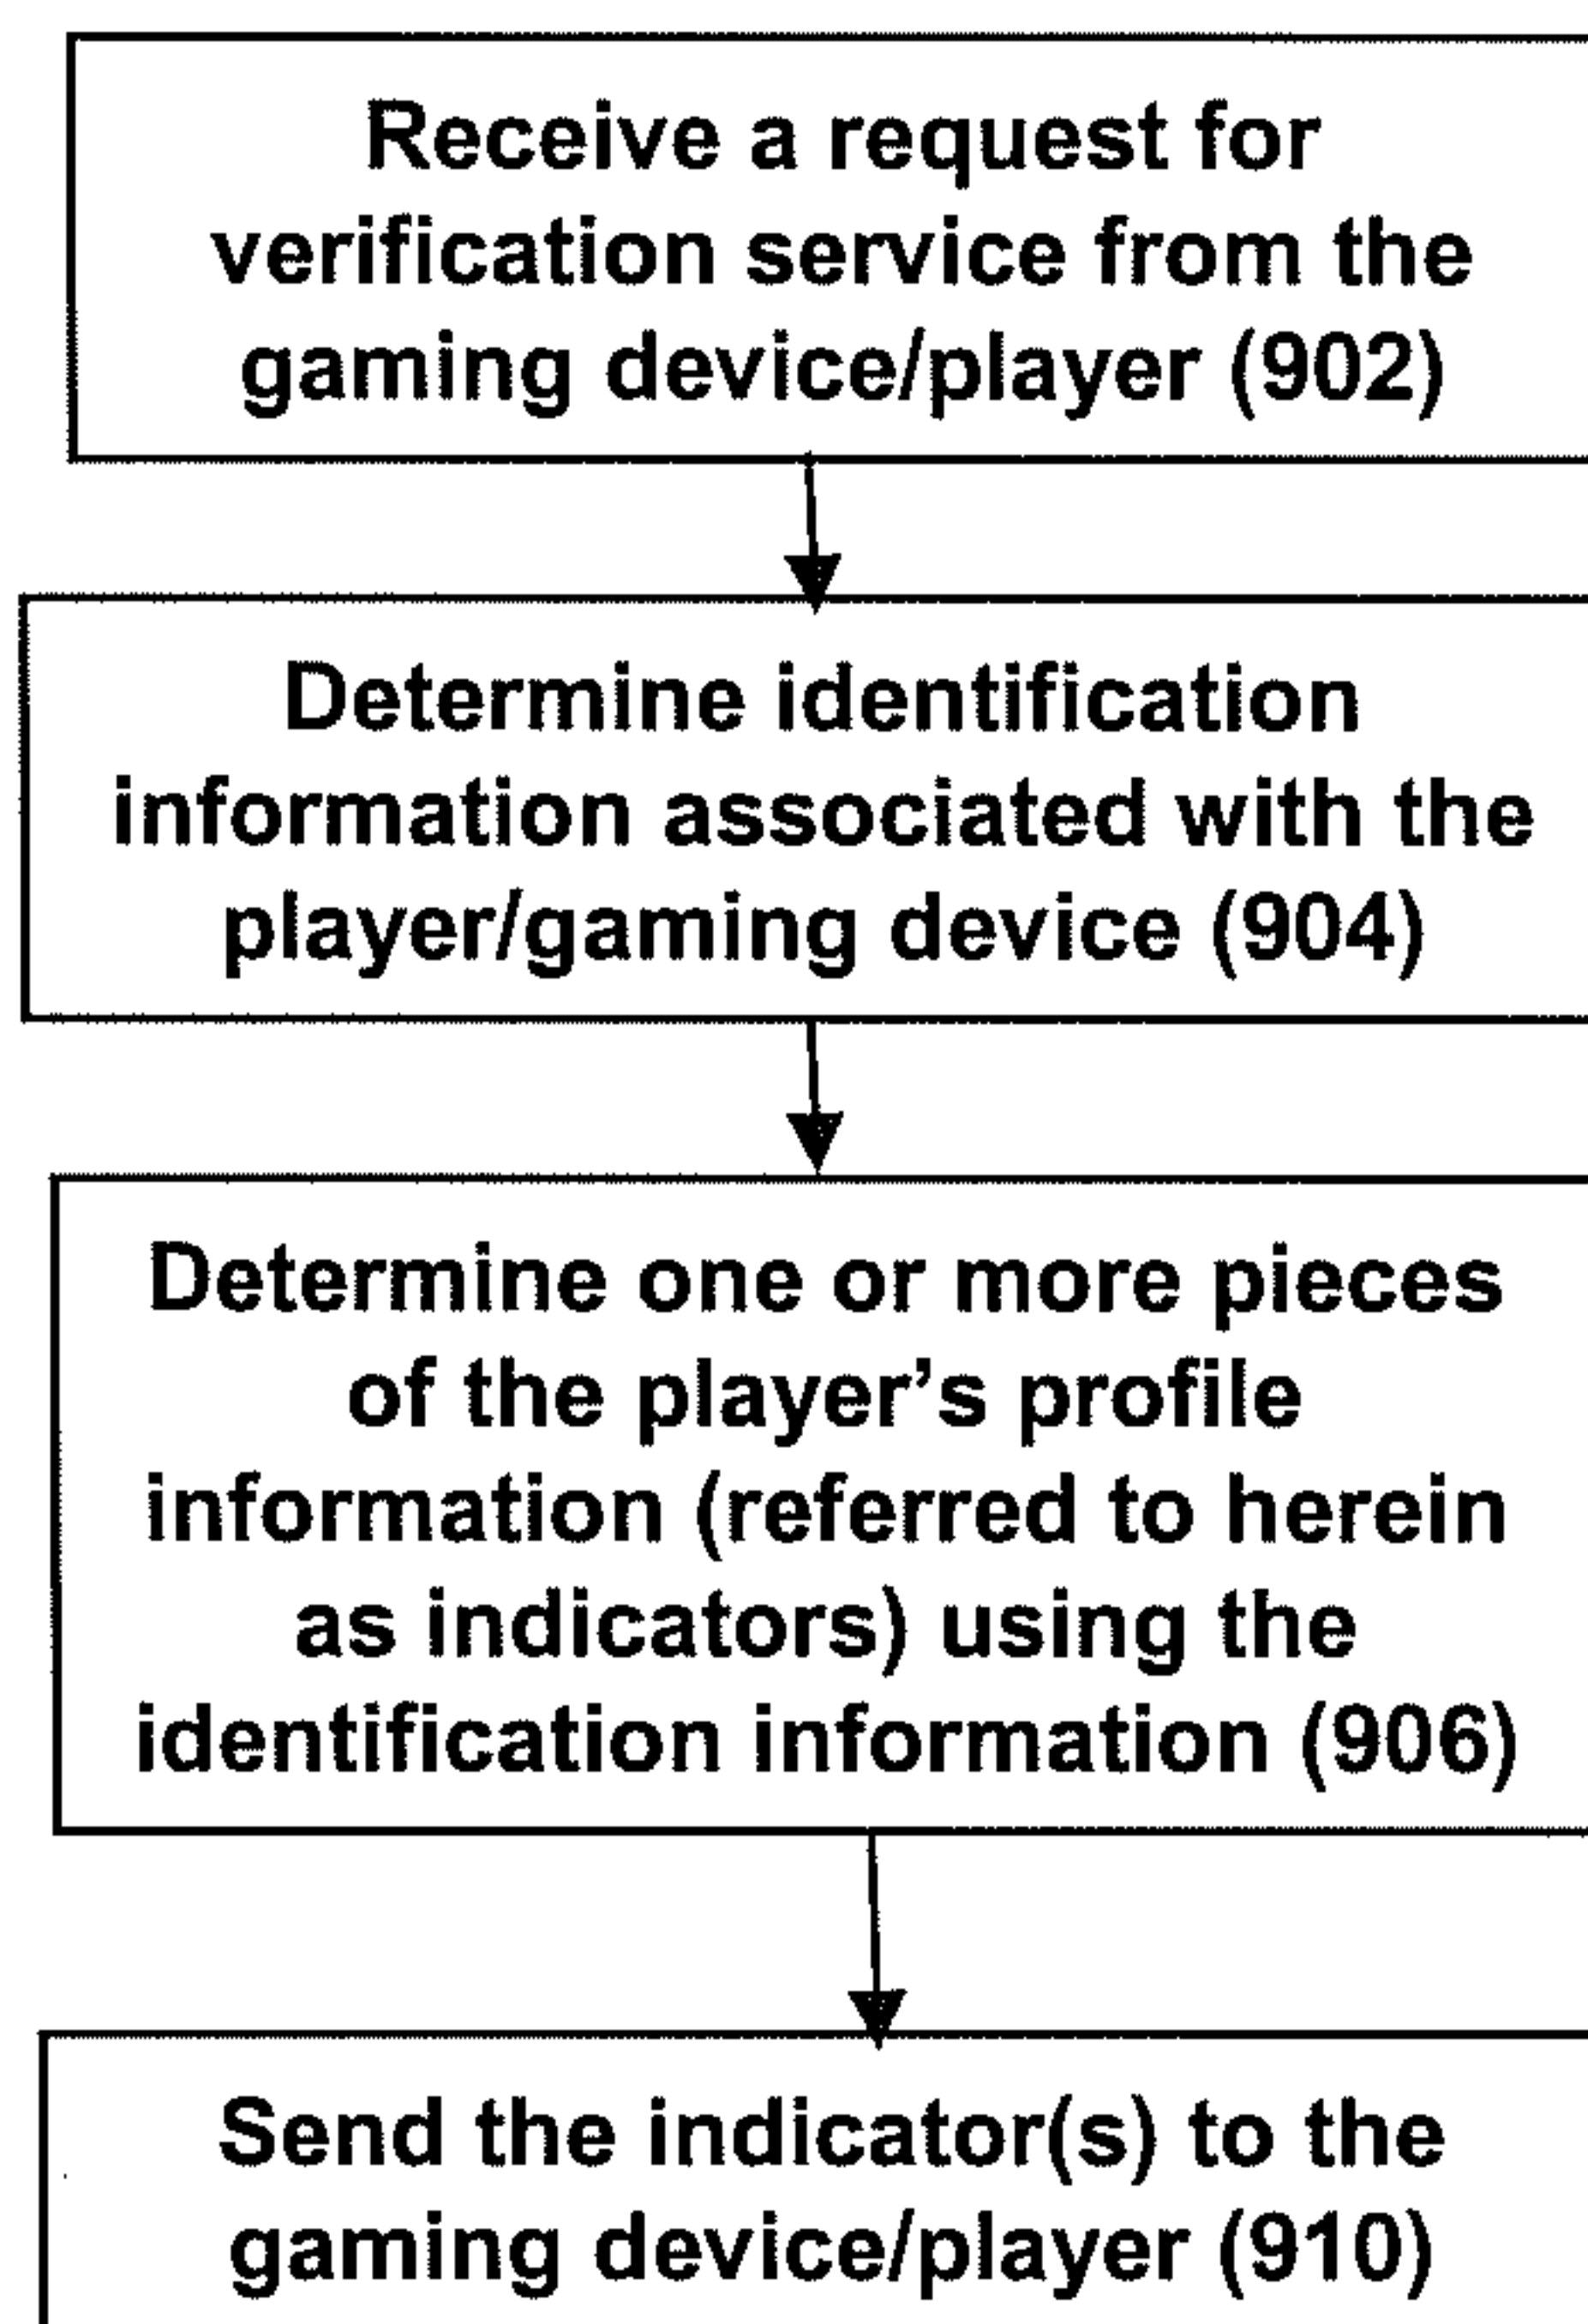 Receive a request for
verification service from the
gaming device/player (902)
Determine identification
information associated with the
player/gaming device (904)
Determine one or more pieces
of the player's profile
information (referred to herein
as indicators) using the
identification information (906)
Send the indicator(s) to the
gaming device/player (910)